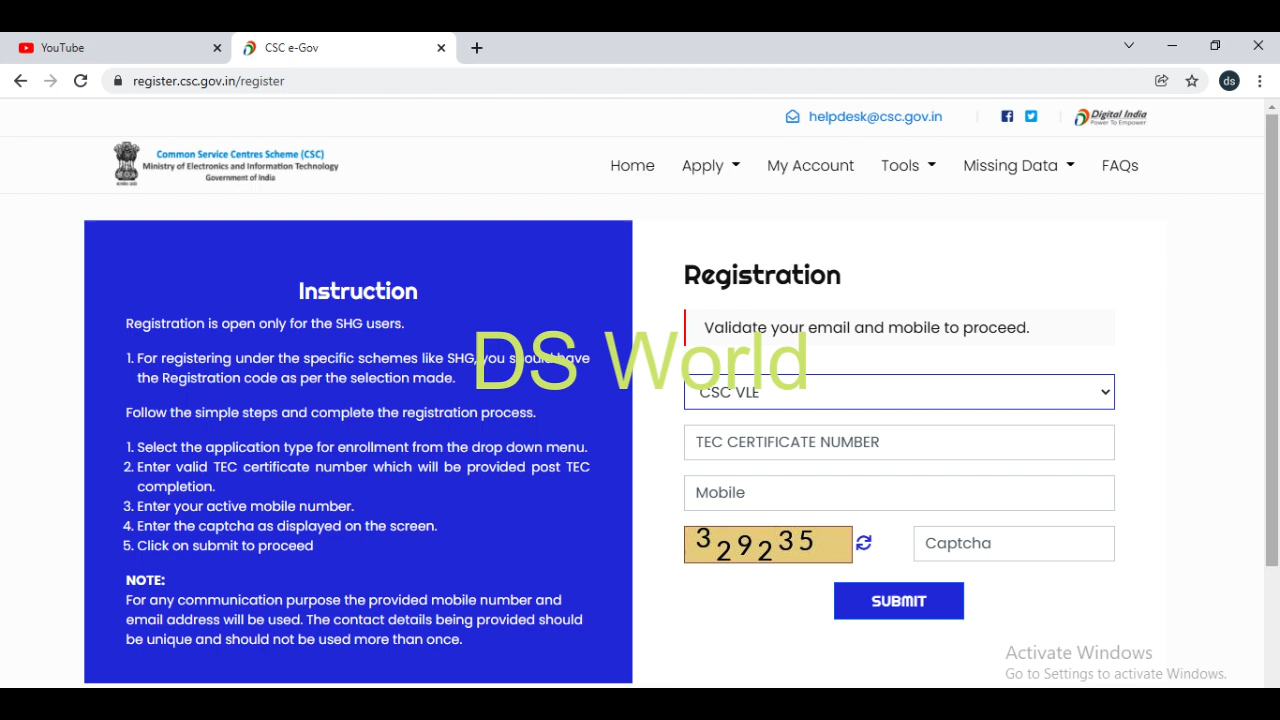 YouTube
CSC e-Gov
register.csc.gov.in/register
ds
helpdesk@csc.gov.in
Digital India
Power To Empower
Common Service Centres Scheme (CSC)
Ministry of Electronics and Information Technology
Government of India
Home Apply My Account Tools Missing Data FAQs
Instruction
Registration is open only for the SHG users.
1. For registering under the specific schemes like SHG, you should have
the Registration code as per the selection made.
Follow the simple steps and complete the registration process.
1. Select the application type for enrollment from the drop down menu.
2. Enter valid TEC certificate number which will be provided post TEC
completion.
3. Enter your active mobile number.
4. Enter the captcha as displayed on the screen.
5. Click on submit to proceed
NOTE:
For any communication purpose the provided mobile number and
email address will be used. The contact details being provided should
be unique and should not be used more than once.
Registration
Validate your email and mobile to proceed.
DS World
CSC VLE
TEC CERTIFICATE NUMBER
Mobile
329235
Captcha
SUBMIT
Activate Windows
Go to Settings to activate Windows.